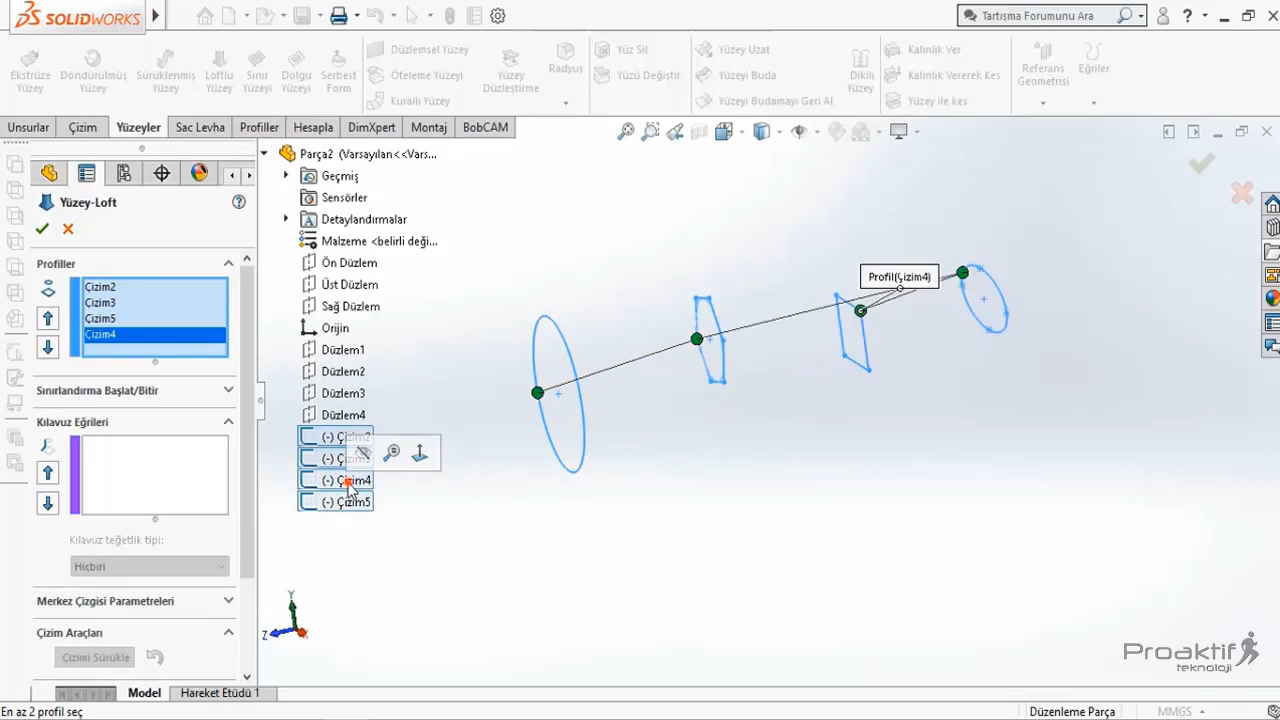 SOLIDWORKS
Tartışma Forumunu Ara
Ekstrüze Yüzey
Döndürülmüş Yüzey
Sürüklenmiş Yüzey
Loftlu Yüzey
Sınır Yüzeyi
Dolgu Yüzeyi
Serbest Form
Düzlemsel Yüzey
Öteleme Yüzeyi
Kurallı Yüzey
Yüzey Düzleştirme
Radyus
Yüz Sil
Yüzü Değiştir
Yüzey Uzat
Yüzey Buda
Yüzeyi Budamayı Geri Al
Dikili Yüzey
Kalınlık Ver
Kalınlık Vererek Kes
Yüzey ile kes
Referans Geometrisi
Eğriler
Unsurlar
Çizim
Yüzeyler
Sac Levha
Profiller
Hesapla
DimXpert
Montaj
BobCAM
Yüzey-Loft
Profiller
Çizim2
Çizim3
Çizim5
Çizim4
Sınırlandırma Başlat/Bitir
Kılavuz Eğrileri
Kılavuz teğetlik tipi:
Hiçbiri
Merkez Çizgisi Parametreleri
Çizim Araçları
Çizimi Sürükle
Parça2 (Varsayılan<<Vars...
Geçmiş
Sensörler
Detaylandırmalar
Malzeme <belirli deği...
Ön Düzlem
Üst Düzlem
Sağ Düzlem
Orijin
Düzlem1
Düzlem2
Düzlem3
Düzlem4
(-) Çizim2
(-) Çizim3
(-) Çizim4
(-) Çizim5
Profil(Çizim4)
Y
Z
X
Proaktif
teknoloji
Model
Hareket Etüdü 1
En az 2 profil seç
Düzenleme Parça
MMGS